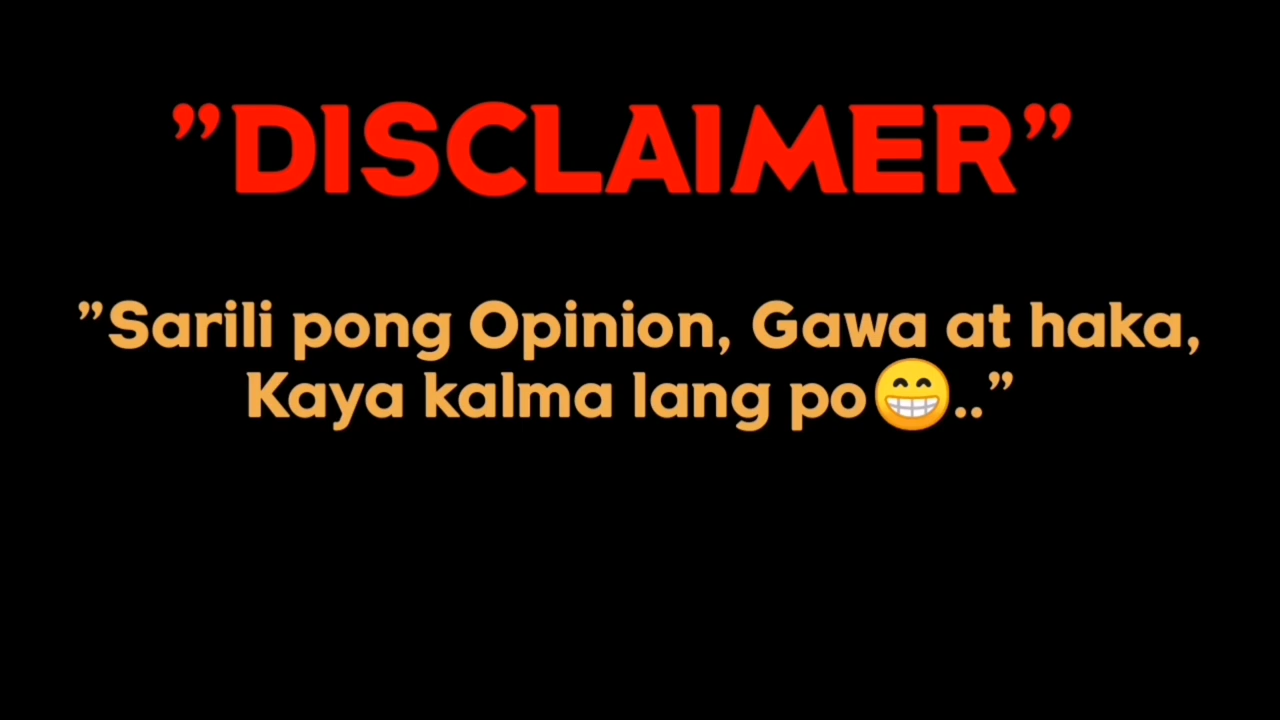 ”DISCLAIMER”
”Sarili pong Opinion, Gawa at haka,
Kaya kalma lang po😁..”